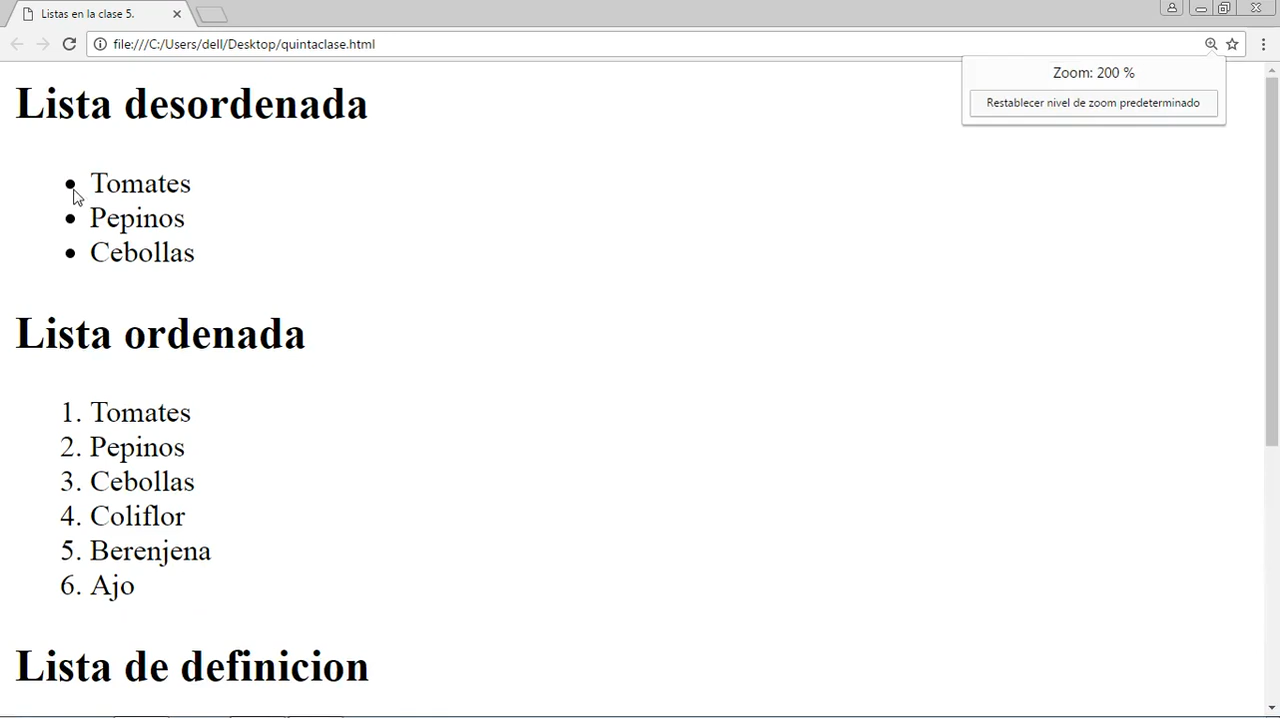 Listas en la clase 5.
file:///C:/Users/dell/Desktop/quintaclase.html
Zoom: 200 %
Restablecer nivel de zoom predeterminado
Lista desordenada
• Tomates
• Pepinos
• Cebollas
Lista ordenada
1. Tomates
2. Pepinos
3. Cebollas
4. Coliflor
5. Berenjena
6. Ajo
Lista de definicion